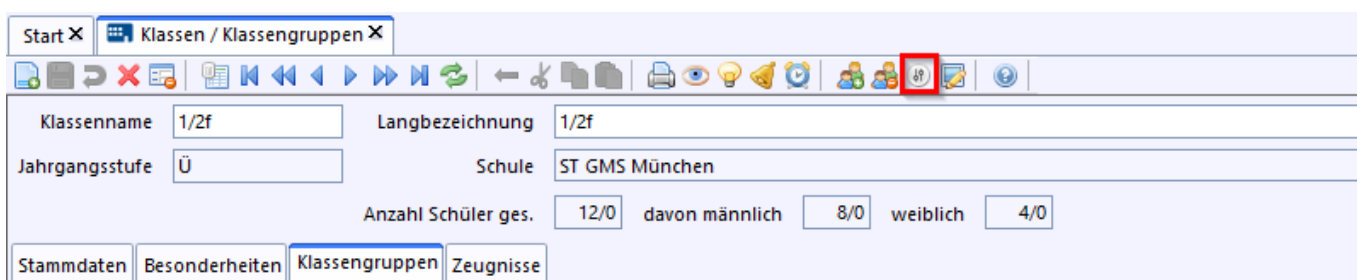 Start Klassen / Klassengruppen
Klassenname 1/2f Langbezeichnung 1/2f
Jahrgangsstufe Ü Schule ST GMS München
Anzahl Schüler ges. 12/0 davon männlich 8/0 weiblich 4/0
Stammdaten Besonderheiten Klassengruppen Zeugnisse